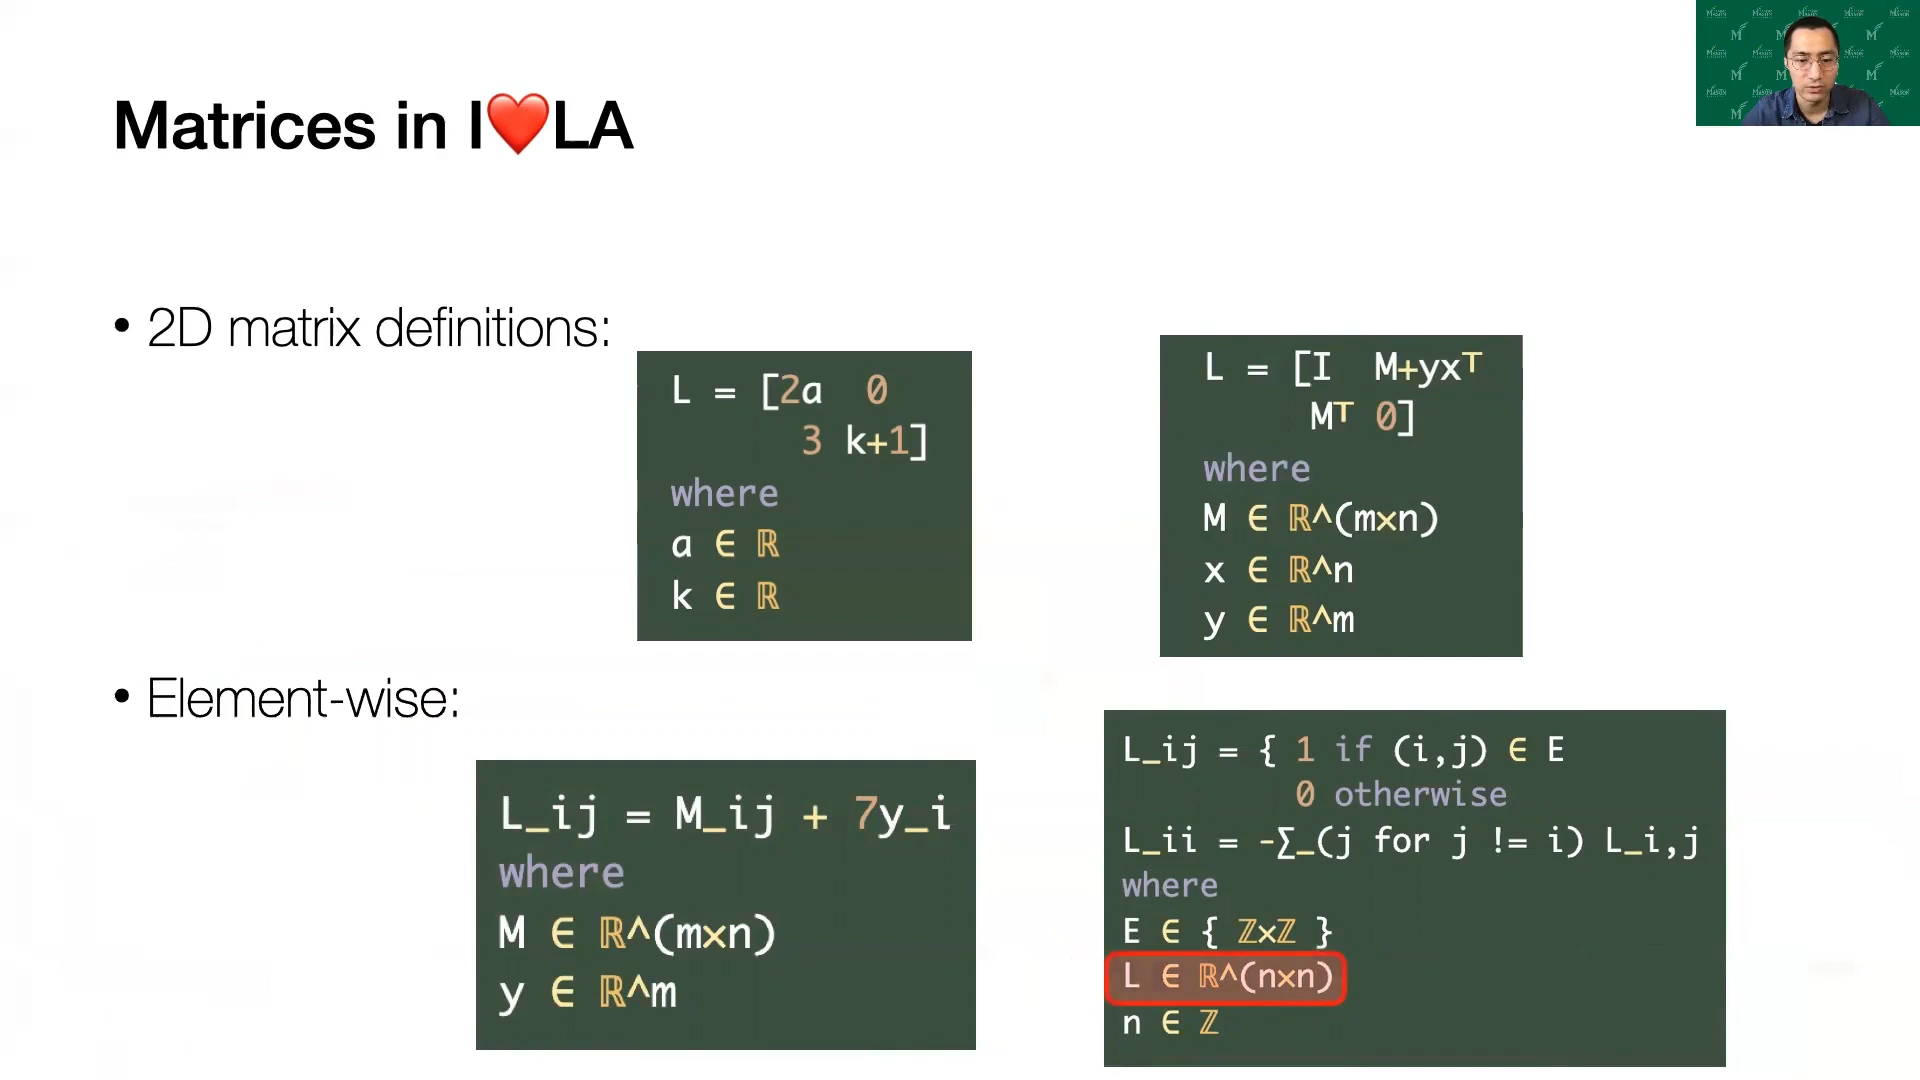 Matrices in I❤️LA
• 2D matrix definitions:
L = [2a 0
3 k+1]
where
a ∈ ℝ
k ∈ ℝ
L = [I M+yxᵀ
Mᵀ 0]
where
M ∈ ℝ^(m×n)
x ∈ ℝ^n
y ∈ ℝ^m
• Element-wise:
L_ij = M_ij + 7y_i
where
M ∈ ℝ^(m×n)
y ∈ ℝ^m
L_ij = { 1 if (i,j) ∈ E
0 otherwise
L_ii = -∑_(j for j != i) L_i,j
where
E ∈ { ℤ×ℤ }
L ∈ ℝ^(n×n)
n ∈ ℤ